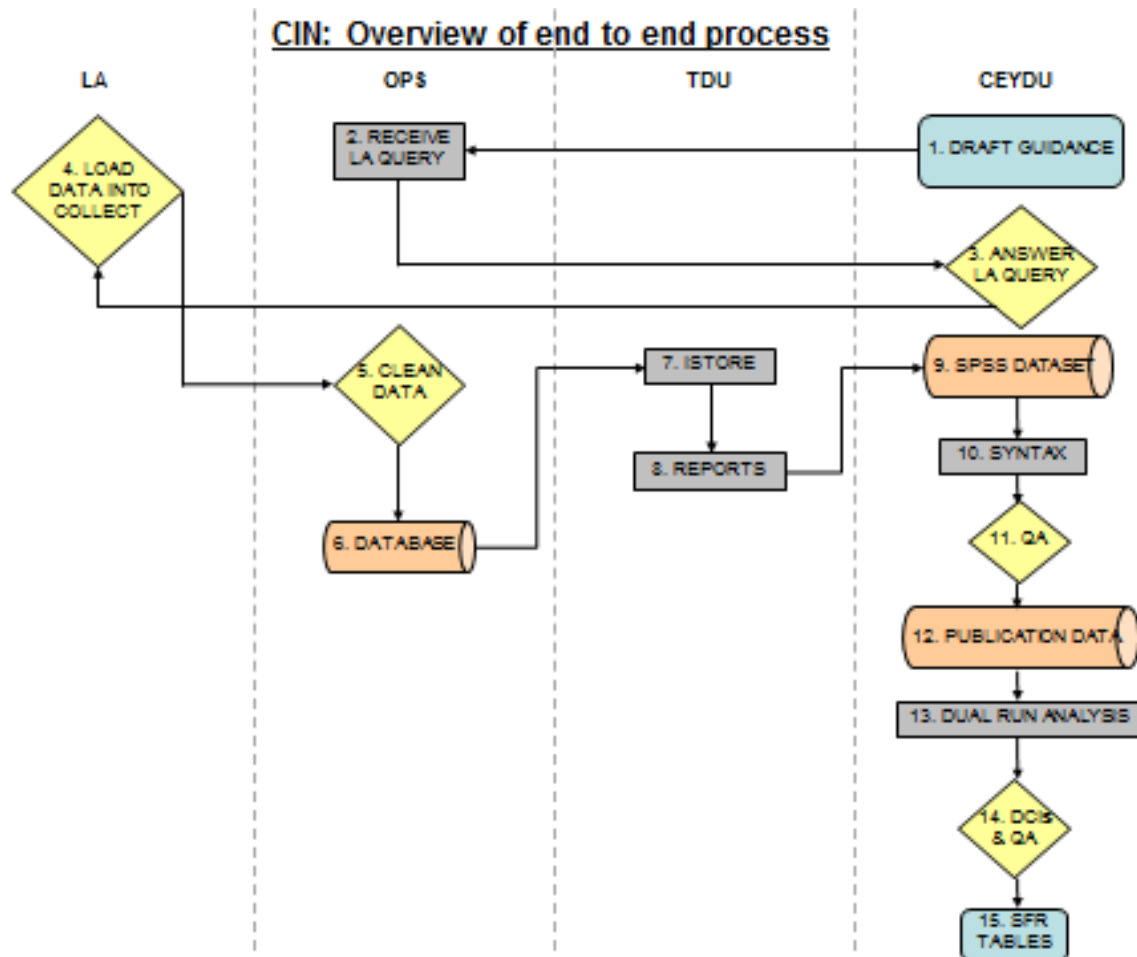 CIN: Overview of end to end process
LA
OPS
TDU
CEYDU
1. DRAFT GUIDANCE
2. RECEIVE
LA QUERY
3. ANSWER
LA QUERY
4. LOAD
DATA INTO
COLLECT
5. CLEAN
DATA
6. DATABASE
7. ISTORE
8. REPORTS
9. SPSS DATASET
10. SYNTAX
11. QA
12. PUBLICATION DATA
13. DUAL RUN ANALYSIS
14. DCIs
& QA
15. SFR
TABLES